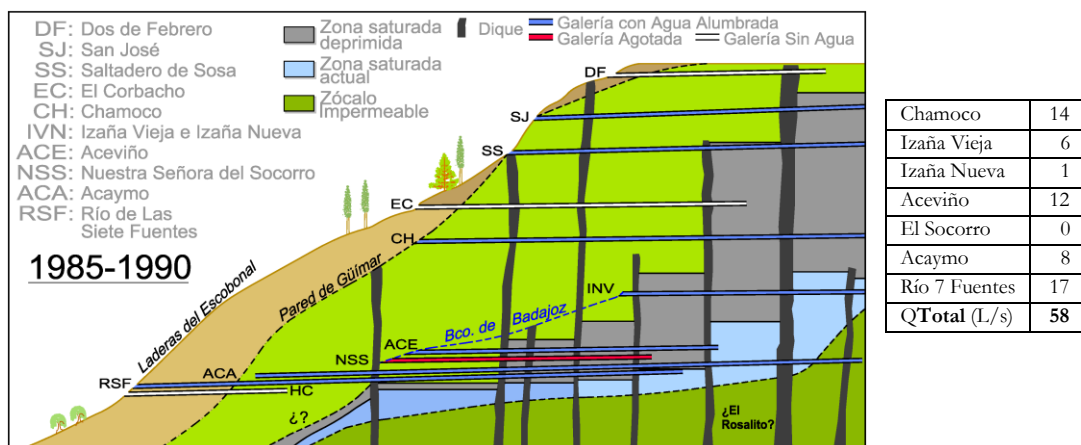 DF: Dos de Febrero
SJ: San José
SS: Saltadero de Sosa
EC: El Corbacho
CH: Chamoco
IVN: Izaña Vieja e Izaña Nueva
ACE: Aceviño
NSS: Nuestra Señora del Socorro
ACA: Acaymo
RSF: Río de Las
Siete Fuentes
1985-1990
Zona saturada
deprimida
Zona saturada
actual
Zócalo
Impermeable
Dique
Galería con Agua Alumbrada
Galería Agotada
Galería Sin Agua
DF
SJ
SS
EC
CH
INV
Bco. de Badajoz
ACE
NSS
ACA
RSF
HC
Laderas del Escobonal
Pared de Güímar
¿?
¿El
Rosalito?
Chamoco 14
Izaña Vieja 6
Izaña Nueva 1
Aceviño 12
El Socorro 0
Acaymo 8
Río 7 Fuentes 17
QTotal (L/s) 58